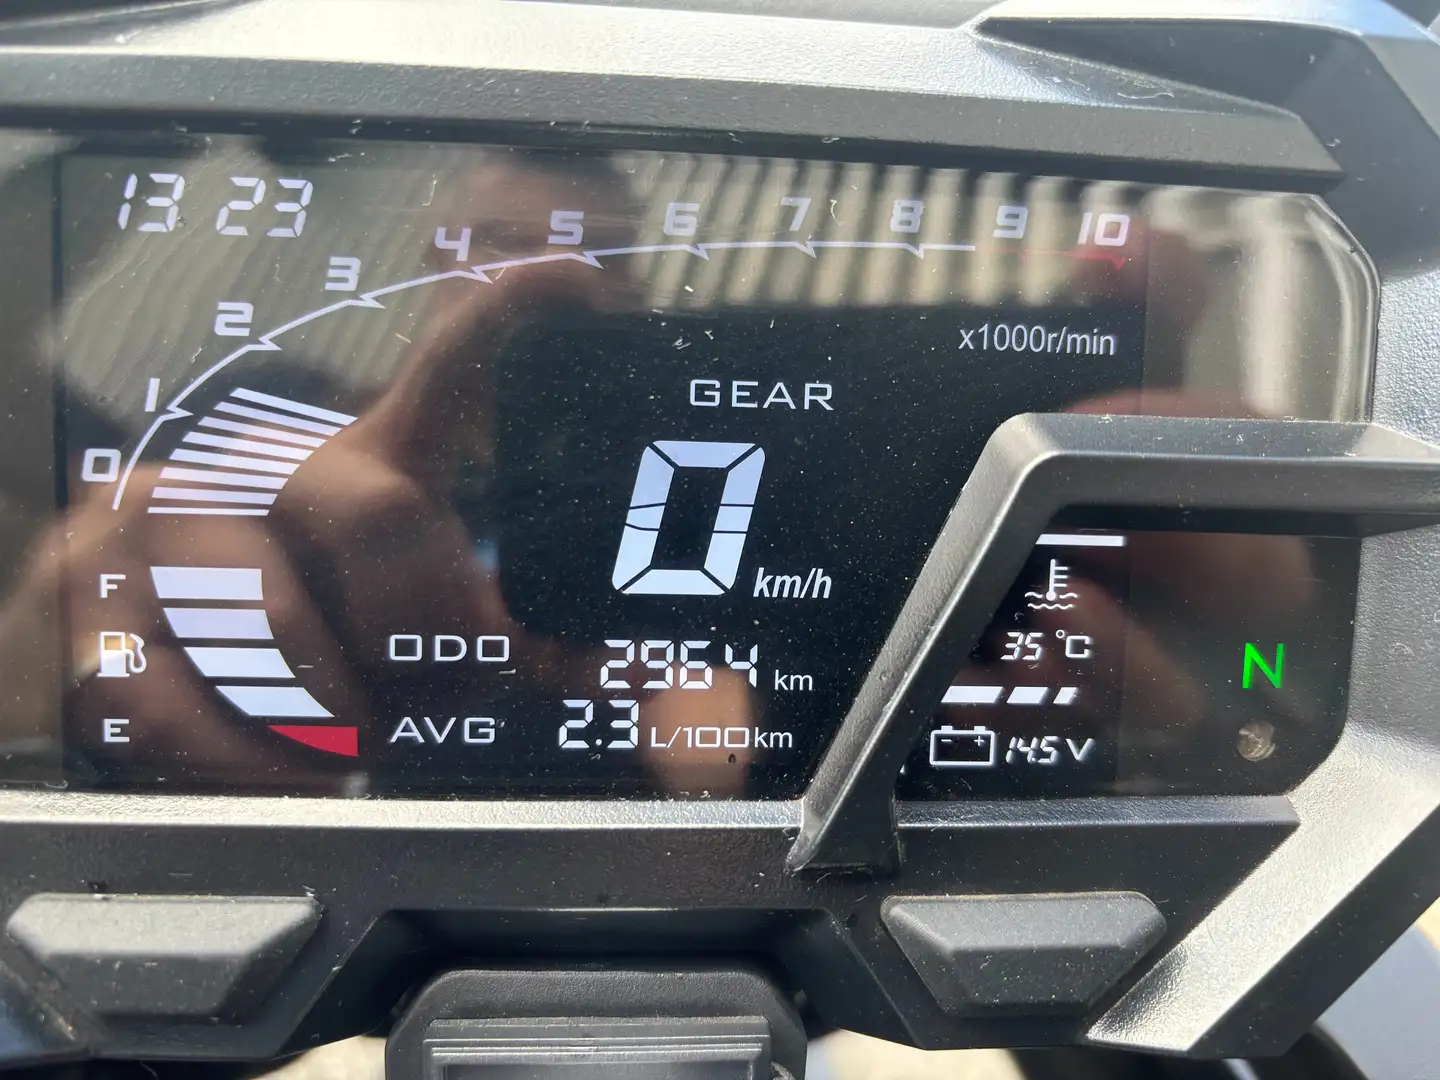 13 23
0 1 2 3 4 5 6 7 8 9 10
x1000r/min
GEAR
0 km/h
F
E
ODO 2964 km
AVG 2.3 L/100km
35 °C
- + 14.5 V
N